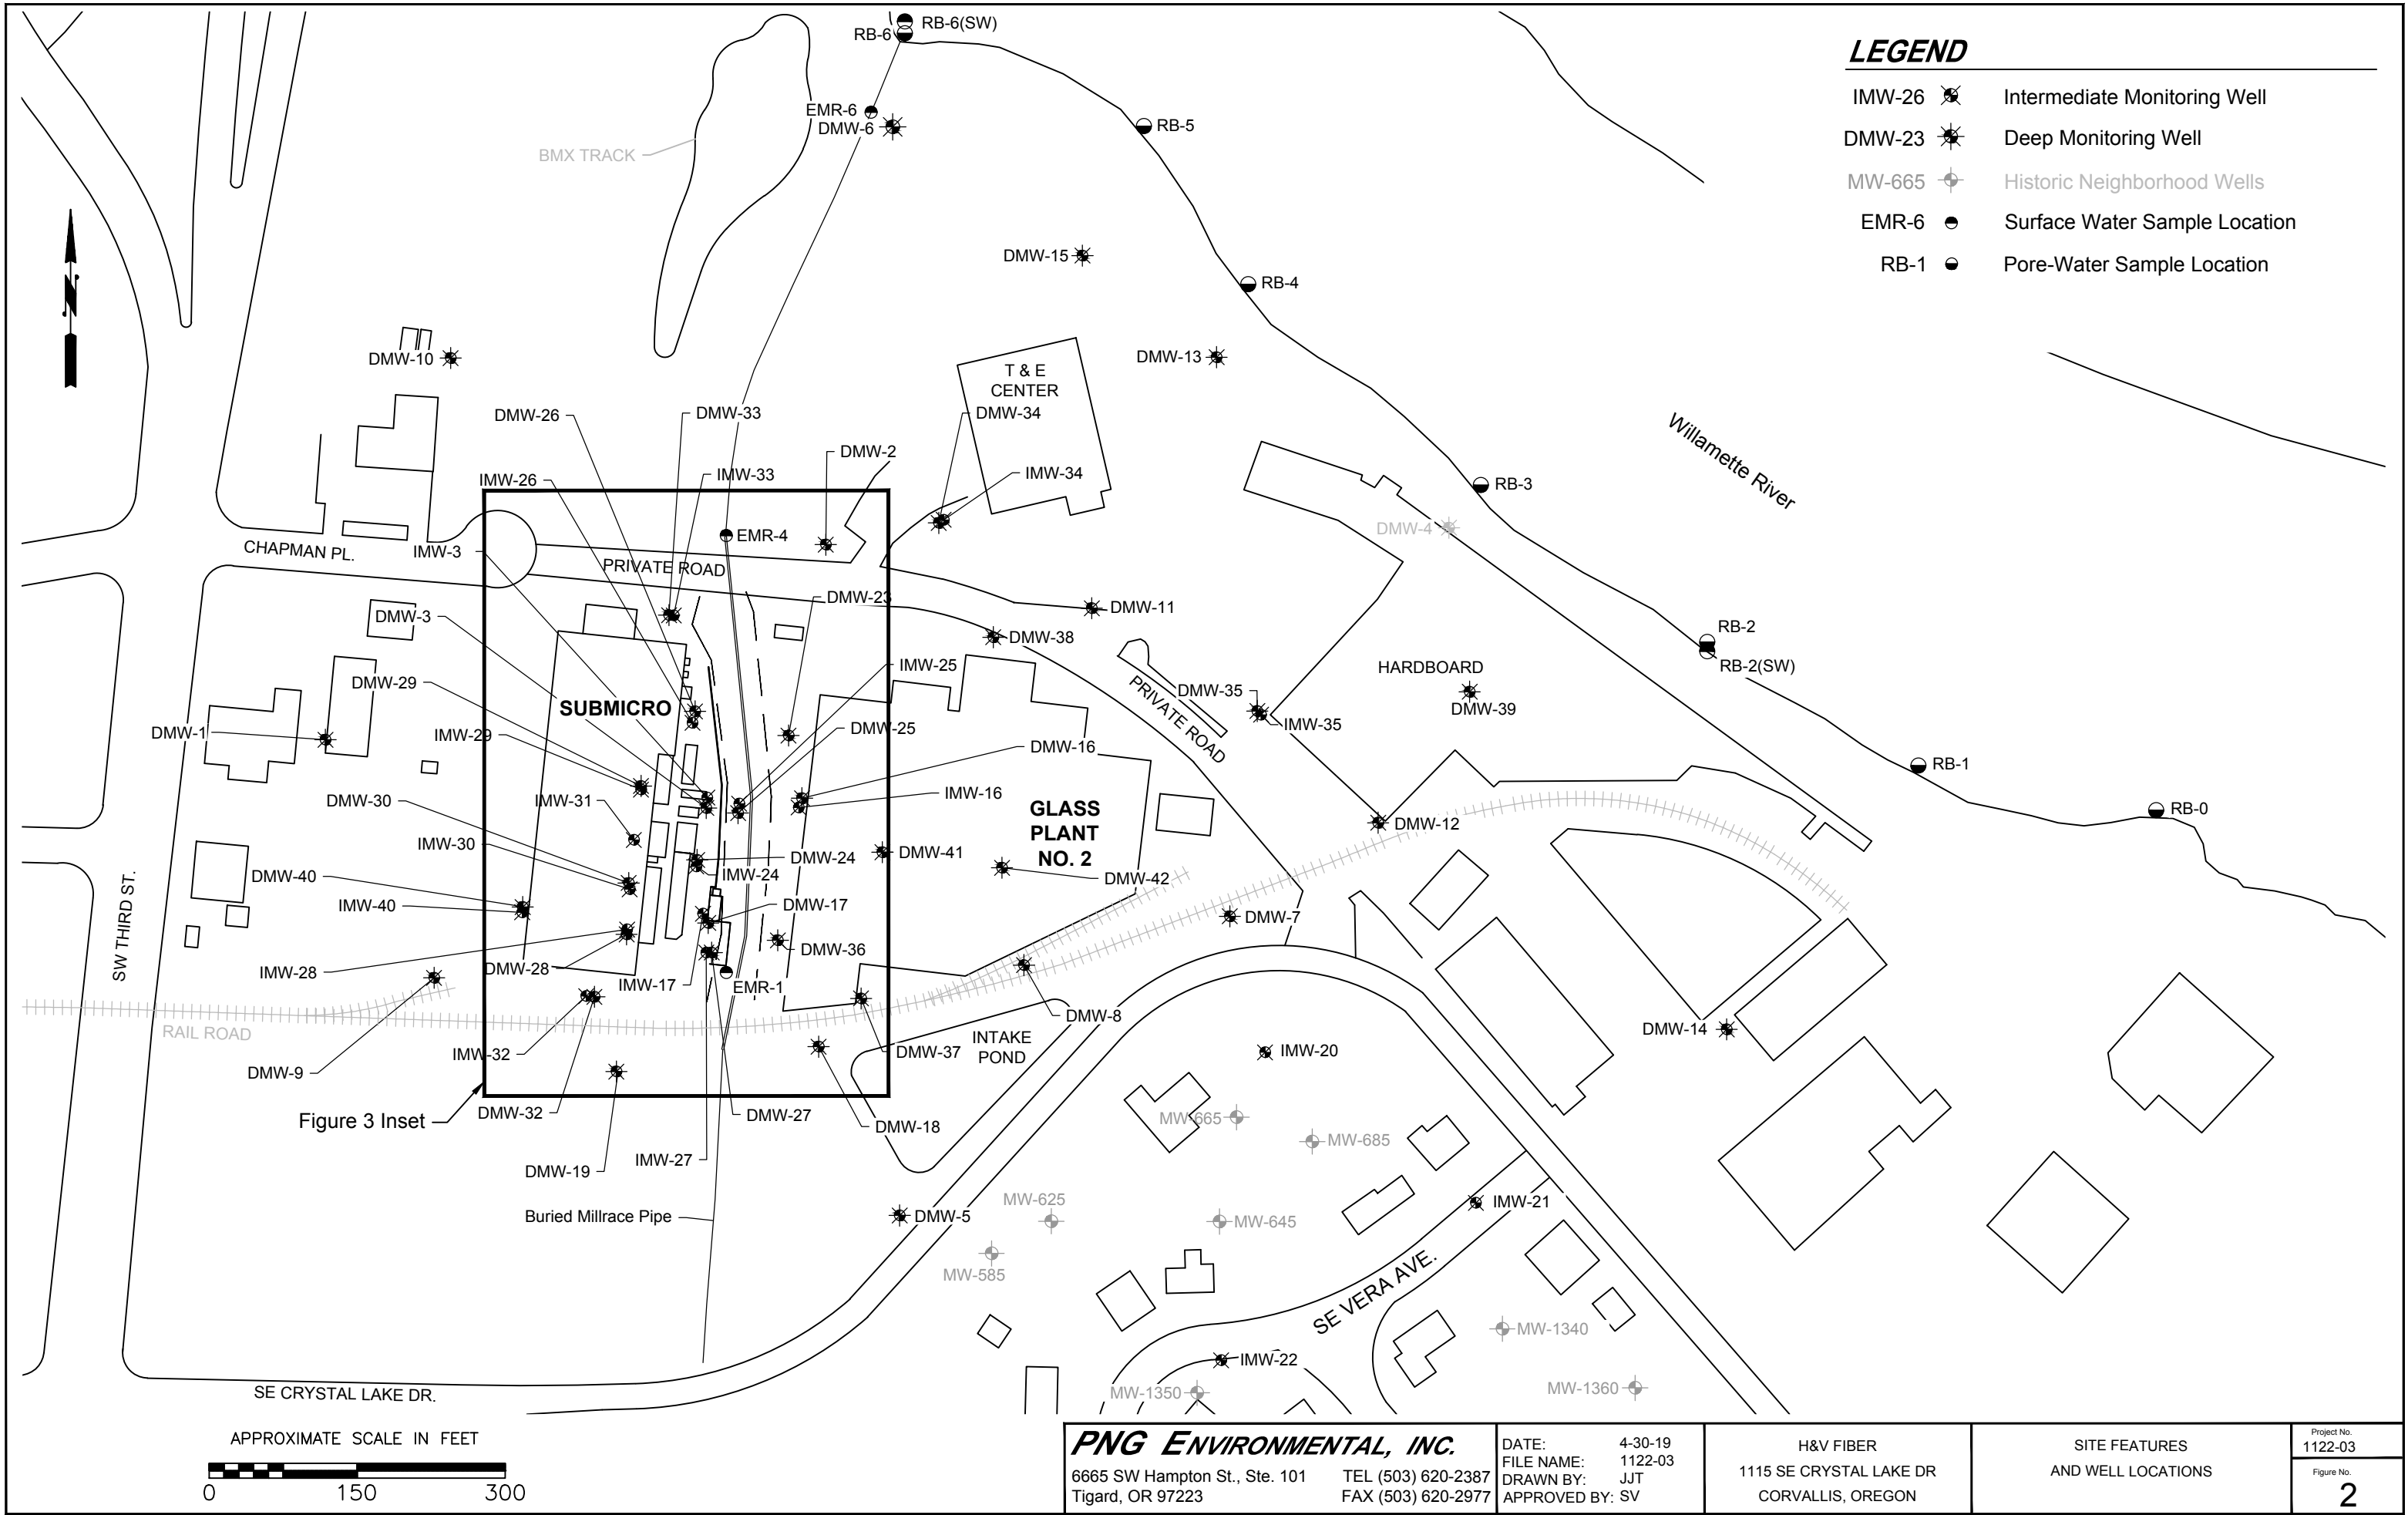 RB-6(SW)
RB-6
LEGEND
IMW-26 Intermediate Monitoring Well
DMW-23 Deep Monitoring Well
MW-665 Historic Neighborhood Wells
EMR-6 Surface Water Sample Location
RB-1 Pore-Water Sample Location
EMR-6
DMW-6
RB-5
BMX TRACK
N
DMW-15
RB-4
DMW-10
DMW-13
T & E
CENTER
DMW-26
DMW-33
DMW-34
Willamette River
DMW-2
IMW-26
IMW-33
IMW-34
RB-3
DMW-4
EMR-4
CHAPMAN PL.
IMW-3
PRIVATE ROAD
DMW-23
DMW-11
DMW-3
DMW-38
RB-2
RB-2(SW)
IMW-25
HARDBOARD
DMW-29
DMW-35
PRIVATE ROAD
SUBMICRO
DMW-39
IMW-35
DMW-1
IMW-29
DMW-25
DMW-16
RB-1
DMW-30
IMW-31
IMW-16
GLASS
PLANT
NO. 2
RB-0
DMW-12
IMW-30
DMW-24
DMW-41
IMW-24
DMW-40
DMW-42
IMW-40
DMW-17
DMW-7
SW THIRD ST.
DMW-36
IMW-28
DMW-28
IMW-17
EMR-1
DMW-8
RAIL ROAD
DMW-14
INTAKE
POND
IMW-32
DMW-37
IMW-20
DMW-9
Figure 3 Inset
DMW-32
DMW-27
DMW-18
MW-665
MW-685
IMW-27
DMW-19
MW-625
IMW-21
Buried Millrace Pipe
DMW-5
MW-645
MW-585
SE VERA AVE.
MW-1340
IMW-22
MW-1350
MW-1360
SE CRYSTAL LAKE DR.
APPROXIMATE SCALE IN FEET
0 150 300
PNG ENVIRONMENTAL, INC.
6665 SW Hampton St., Ste. 101 TEL (503) 620-2387
Tigard, OR 97223 FAX (503) 620-2977
DATE: 4-30-19
FILE NAME: 1122-03
DRAWN BY: JJT
APPROVED BY: SV
H&V FIBER
1115 SE CRYSTAL LAKE DR
CORVALLIS, OREGON
SITE FEATURES
AND WELL LOCATIONS
Project No.
1122-03
Figure No.
2